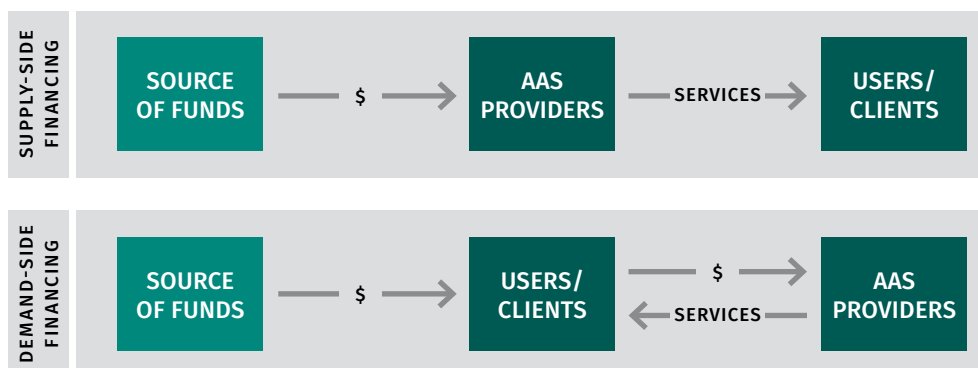 SUPPLY-SIDE
FINANCING
SOURCE
OF FUNDS
$
AAS
PROVIDERS
SERVICES
USERS/
CLIENTS
DEMAND-SIDE
FINANCING
SOURCE
OF FUNDS
$
USERS/
CLIENTS
$
SERVICES
AAS
PROVIDERS